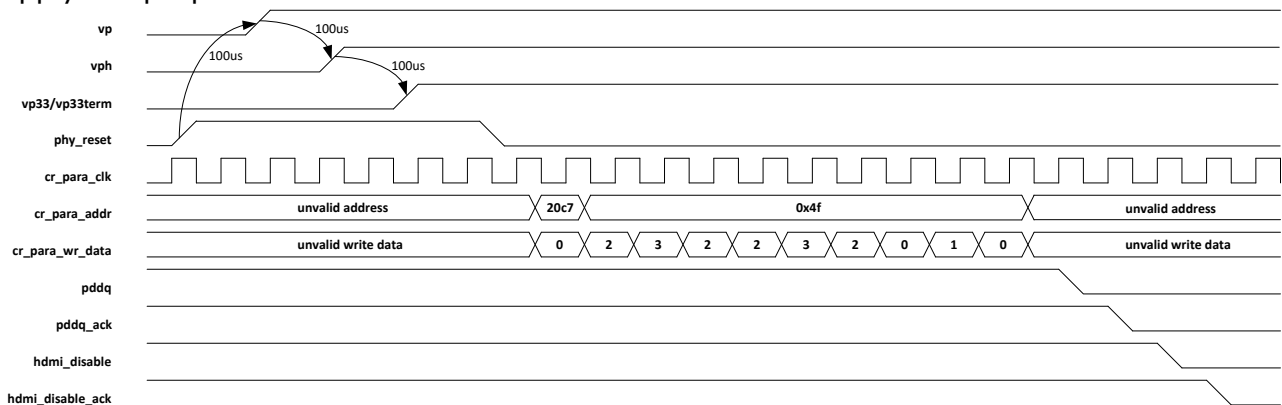 vp
100us
100us
vph
100us
vp33/vp33term
phy_reset
cr_para_clk
cr_para_addr unvalid address 20c7 0x4f unvalid address
cr_para_wr_data unvalid write data 0 2 3 2 2 3 2 0 1 0 unvalid write data
pddq
pddq_ack
hdmi_disable
hdmi_disable_ack